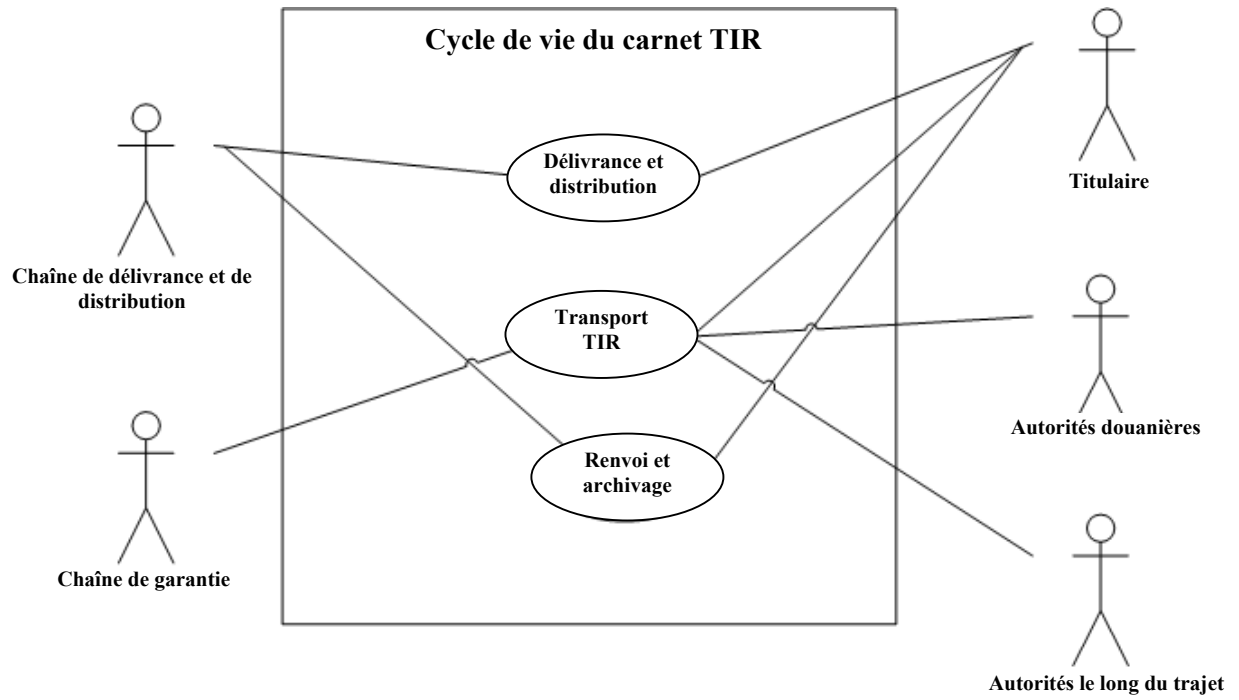 Cycle de vie du carnet TIR
Délivrance et
distribution
Titulaire
Chaîne de délivrance et de
distribution
Transport
TIR
Autorités douanières
Renvoi et
archivage
Chaîne de garantie
Autorités le long du trajet